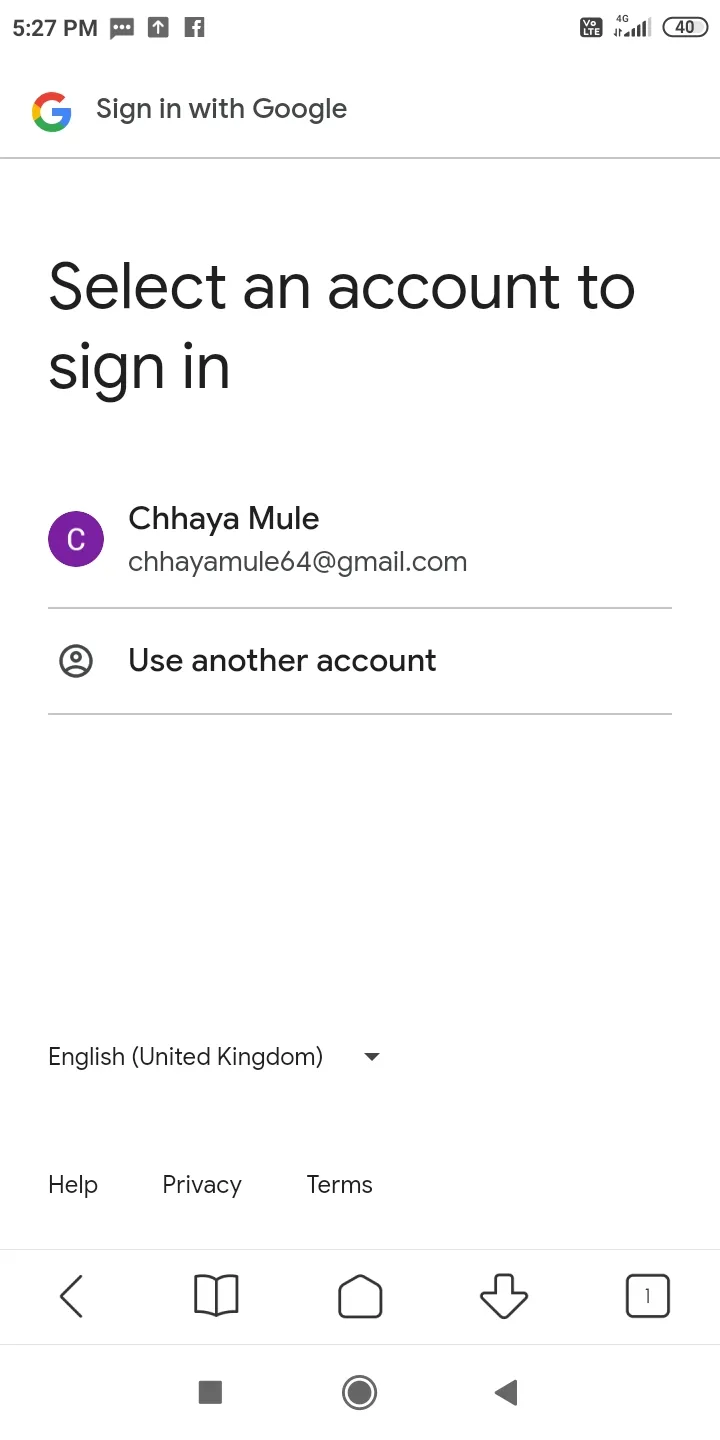 5:27 PM
Vo LTE 4G 40
Sign in with Google
Select an account to
sign in
C
Chhaya Mule
chhayamule64@gmail.com
Use another account
English (United Kingdom)
Help Privacy Terms
1